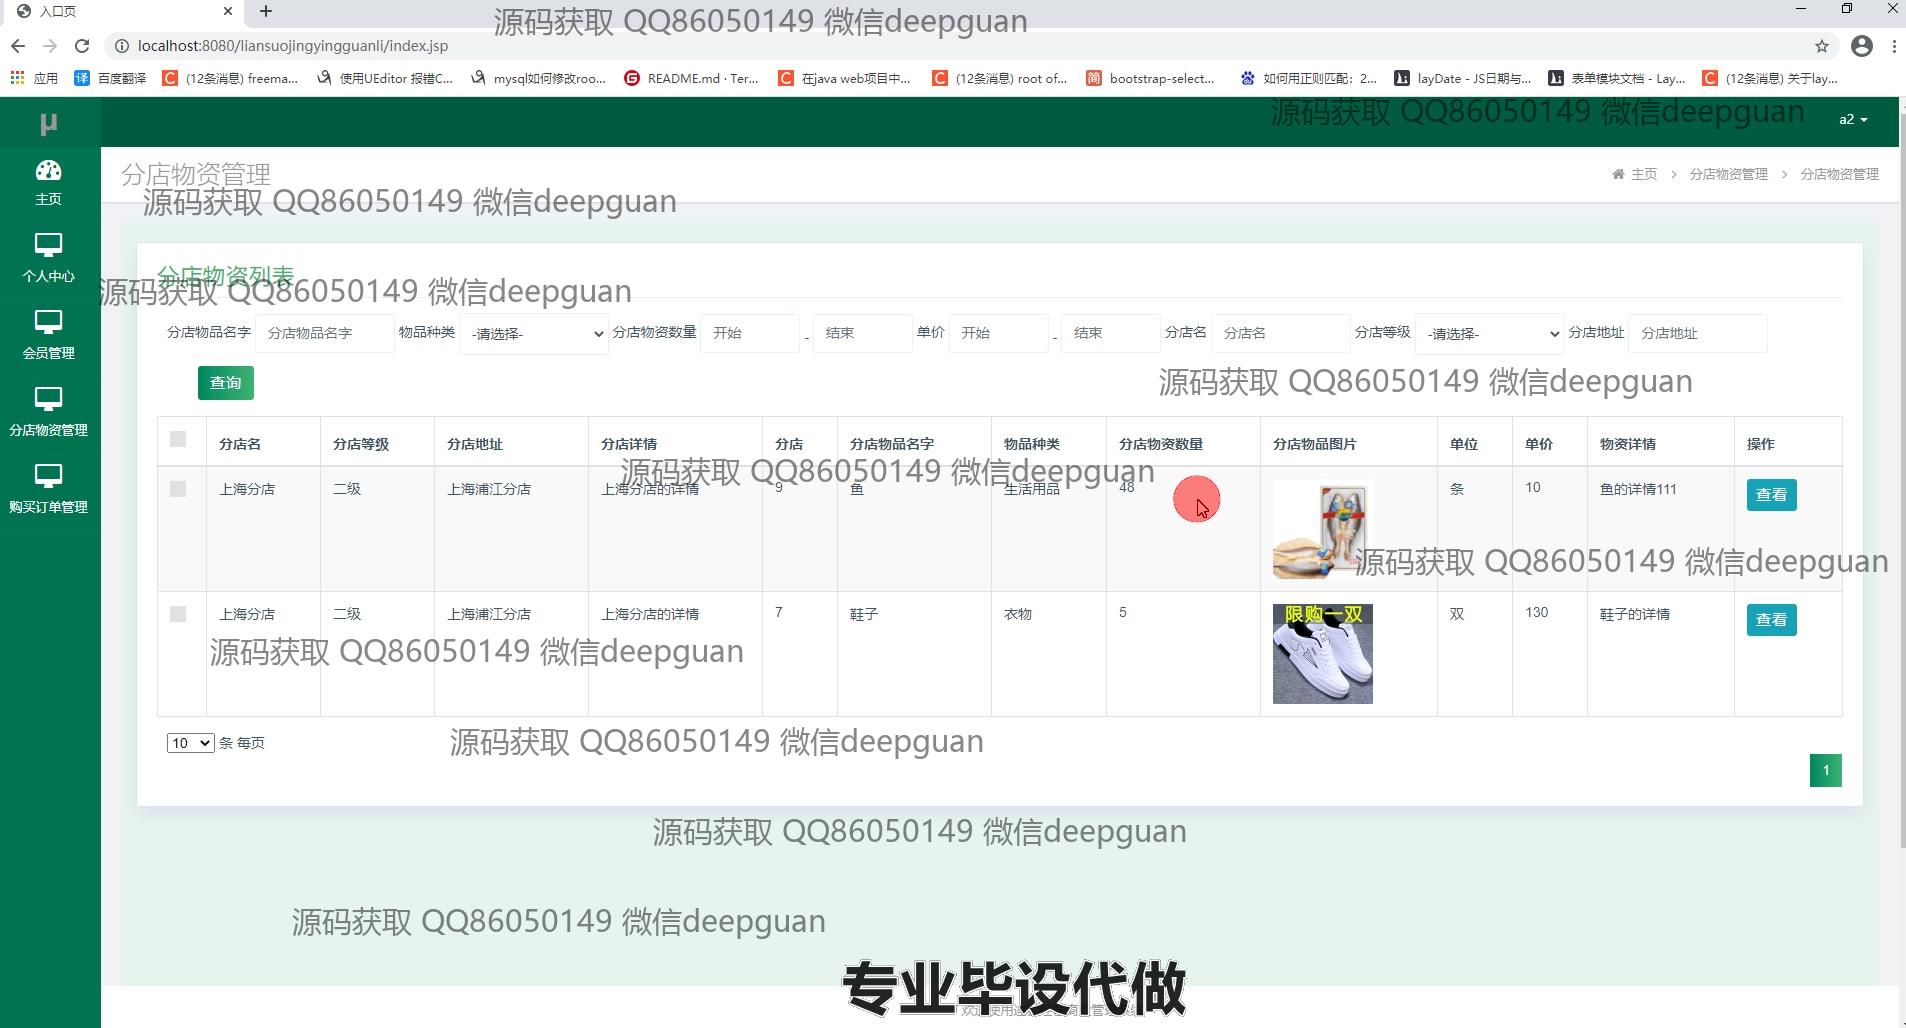 入口页
源码获取 QQ86050149 微信deepguan
localhost:8080/liansuojingyingguanli/index.jsp
应用 百度翻译 (12条消息) freema... 使用UEditor 报错C... mysql如何修改roo... README.md · Ter... 在java web项目中... (12条消息) root of... bootstrap-select... 如何用正则匹配：2... layDate - JS日期与... 表单模块文档 - Lay... (12条消息) 关于lay...
源码获取 QQ86050149 微信deepguan
μ
a2
主页
个人中心
会员管理
分店物资管理
购买订单管理
分店物资管理
主页 > 分店物资管理 > 分店物资管理
源码获取 QQ86050149 微信deepguan
分店物资列表
源码获取 QQ86050149 微信deepguan
分店物品名字 分店物品名字 物品种类 -请选择- 分店物资数量 开始 - 结束 单价 开始 - 结束 分店名 分店名 分店等级 -请选择- 分店地址 分店地址
查询
源码获取 QQ86050149 微信deepguan
分店名 分店等级 分店地址 分店详情 分店 分店物品名字 物品种类 分店物资数量 分店物品图片 单位 单价 物资详情 操作
源码获取 QQ86050149 微信deepguan
上海分店 二级 上海浦江分店 上海分店的详情 9 鱼 生活用品 48 条 10 鱼的详情111 查看
源码获取 QQ86050149 微信deepguan
上海分店 二级 上海浦江分店 上海分店的详情 7 鞋子 衣物 5 限购一双 双 130 鞋子的详情 查看
源码获取 QQ86050149 微信deepguan
10 条 每页
源码获取 QQ86050149 微信deepguan
1
源码获取 QQ86050149 微信deepguan
源码获取 QQ86050149 微信deepguan
专业毕设代做